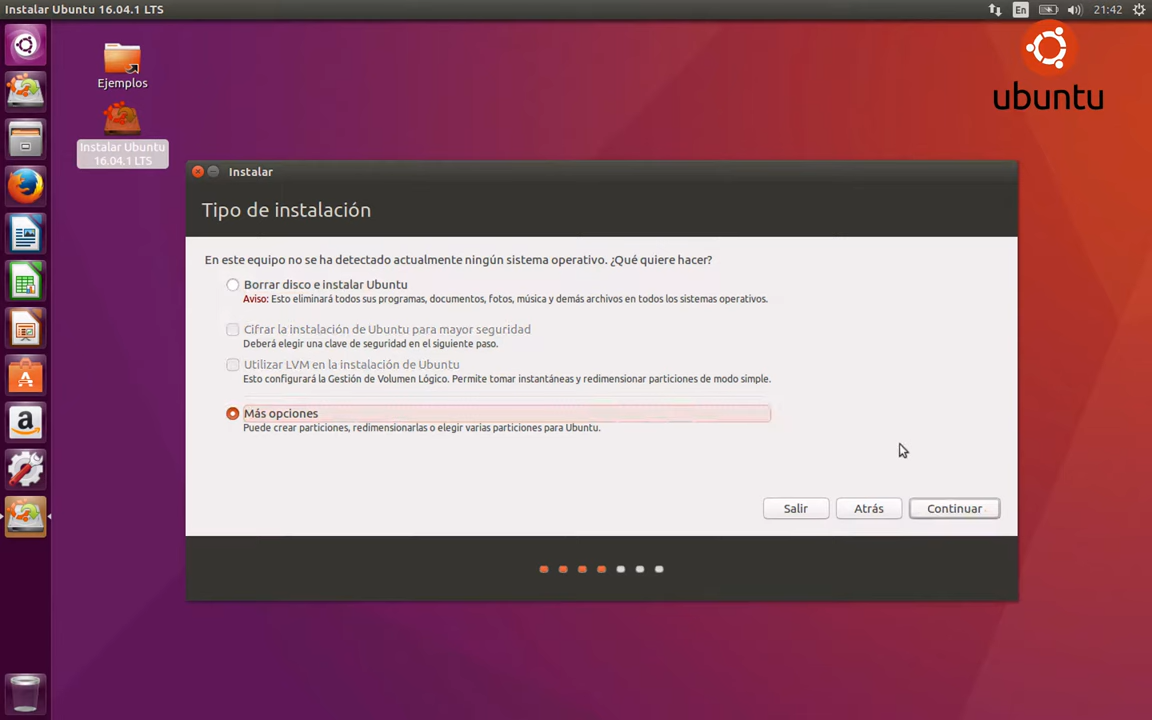 Instalar Ubuntu 16.04.1 LTS
En
21:42
Ejemplos
ubuntu
Instalar Ubuntu
16.04.1 LTS
Instalar
Tipo de instalación
En este equipo no se ha detectado actualmente ningún sistema operativo. ¿Qué quiere hacer?
Borrar disco e instalar Ubuntu
Aviso: Esto eliminará todos sus programas, documentos, fotos, música y demás archivos en todos los sistemas operativos.
Cifrar la instalación de Ubuntu para mayor seguridad
Deberá elegir una clave de seguridad en el siguiente paso.
Utilizar LVM en la instalación de Ubuntu
Esto configurará la Gestión de Volumen Lógico. Permite tomar instantáneas y redimensionar particiones de modo simple.
Más opciones
Puede crear particiones, redimensionarlas o elegir varias particiones para Ubuntu.
Salir
Atrás
Continuar